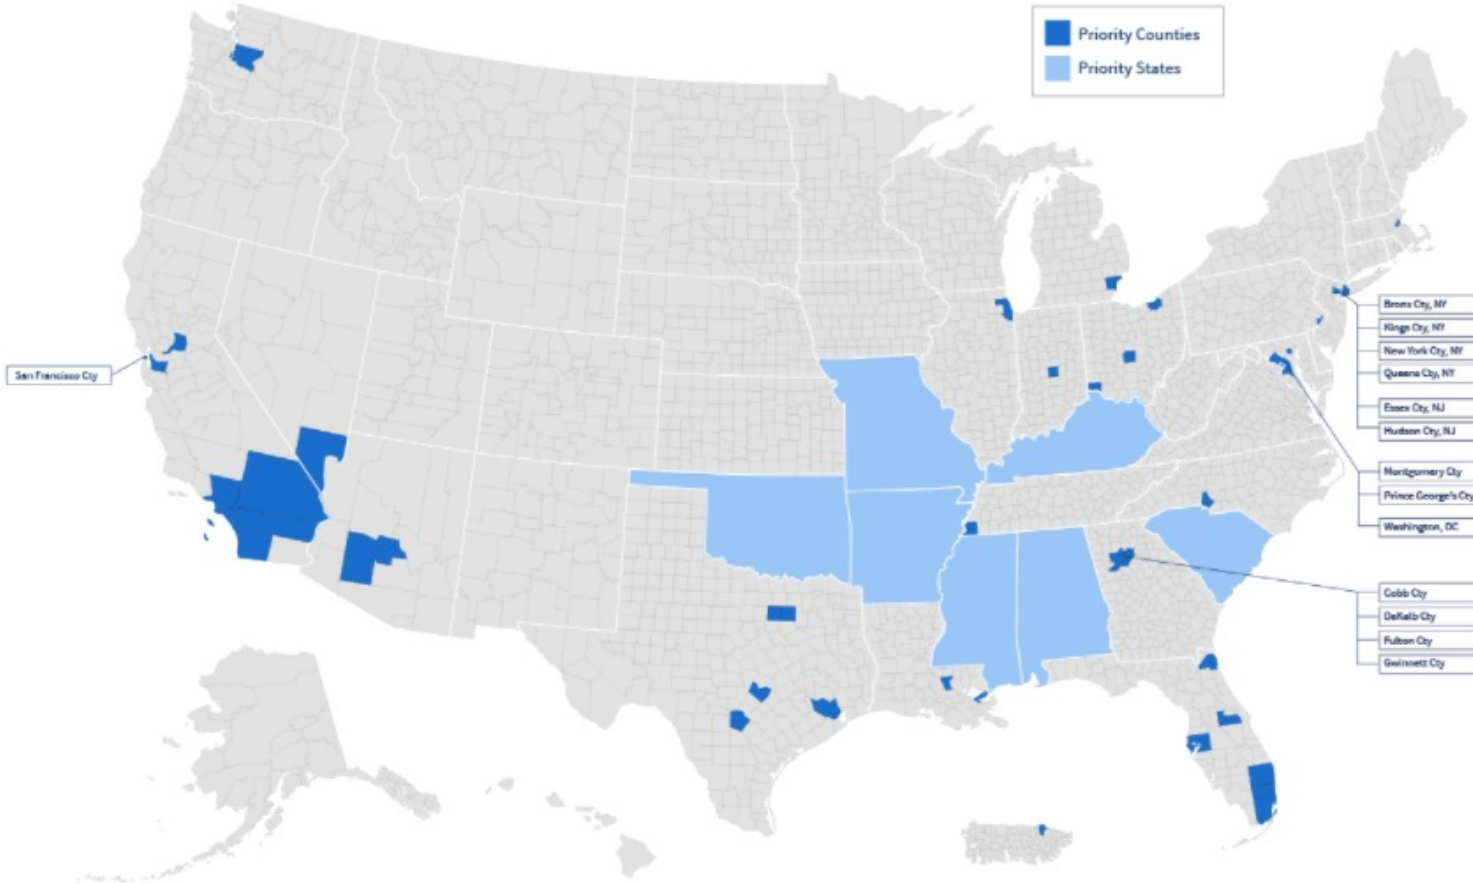 Priority Counties
Priority States
San Francisco Cty
Bronx Cty, NY
Kings Cty, NY
New York Cty, NY
Queens Cty, NY
Essex Cty, NJ
Hudson Cty, NJ
Montgomery Cty
Prince George's Cty
Washington, DC
Cobb Cty
DeKalb Cty
Fulton Cty
Gwinnett Cty